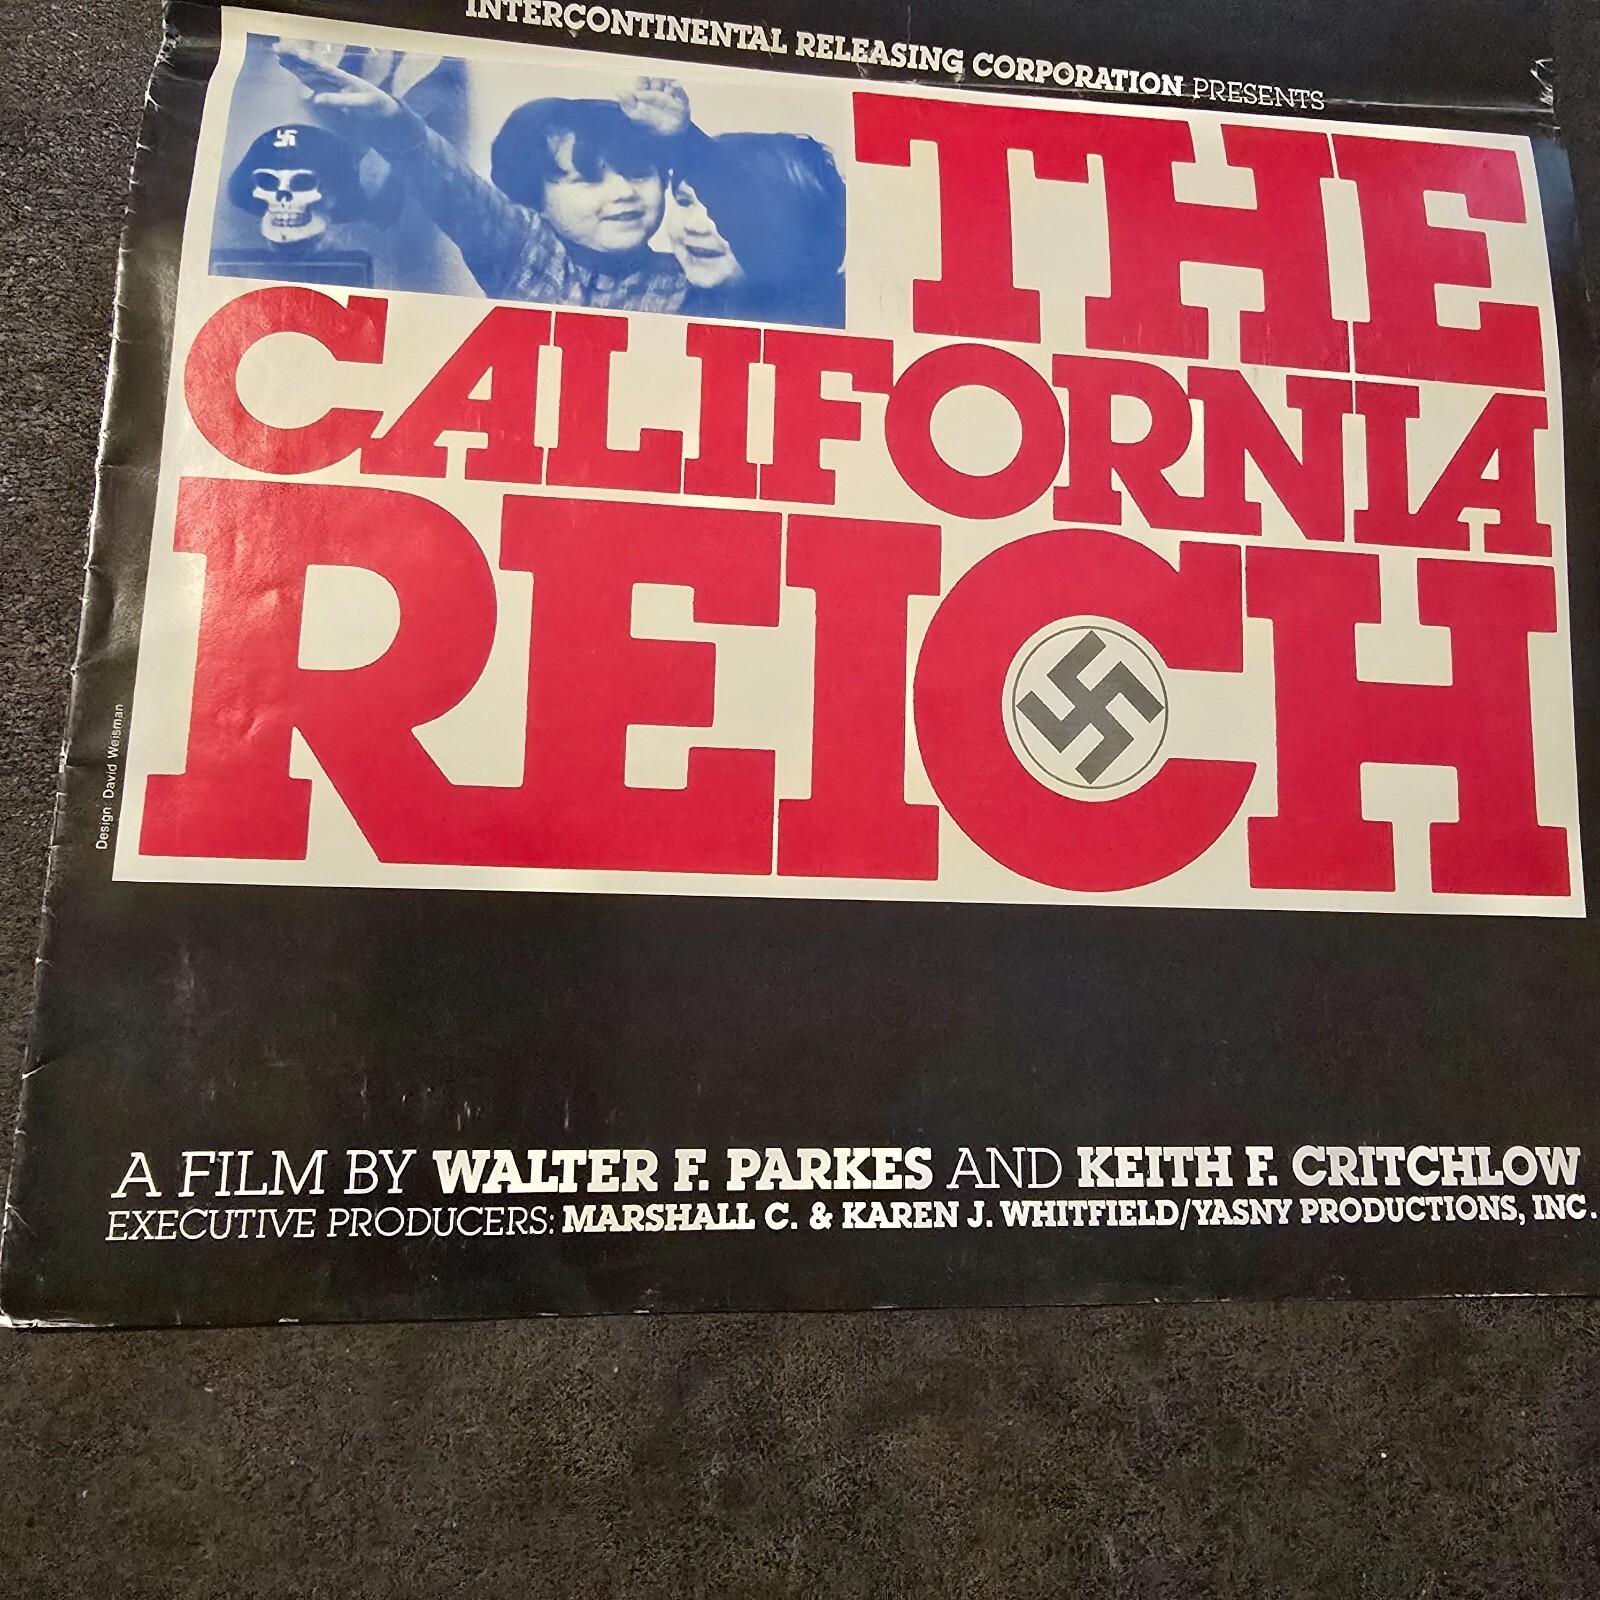 INTERCONTINENTAL RELEASING CORPORATION PRESENTS
THE
CALIFORNIA
REICH
Design David Weisman
A FILM BY WALTER F. PARKES AND KEITH F. CRITCHLOW
EXECUTIVE PRODUCERS: MARSHALL C. & KAREN J. WHITFIELD/YASNY PRODUCTIONS, INC.